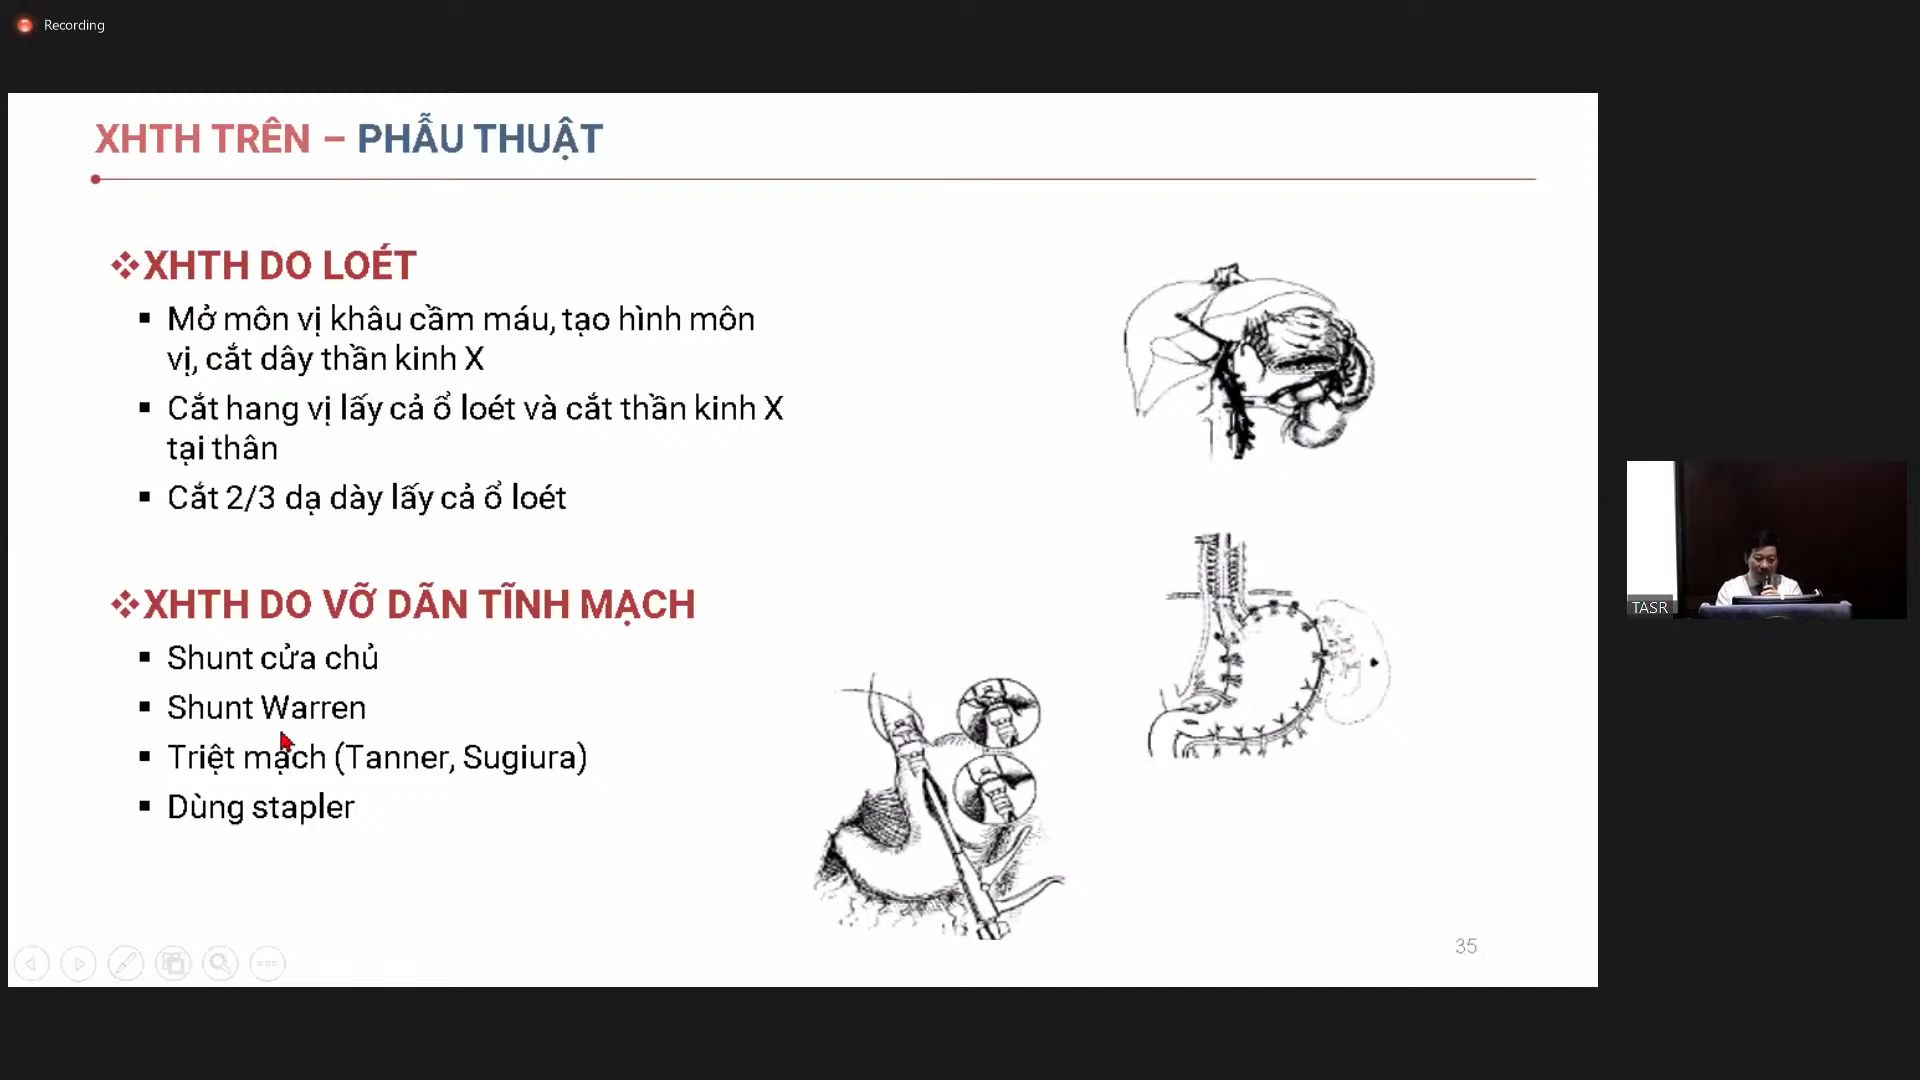 Recording
XHTH TRÊN – PHẪU THUẬT
XHTH DO LOÉT
Mở môn vị khâu cầm máu, tạo hình môn
vị, cắt dây thần kinh X
Cắt hang vị lấy cả ổ loét và cắt thần kinh X
tại thân
Cắt 2/3 dạ dày lấy cả ổ loét
XHTH DO VỠ DÃN TĨNH MẠCH
Shunt cửa chủ
Shunt Warren
Triệt mạch (Tanner, Sugiura)
Dùng stapler
35
TASR